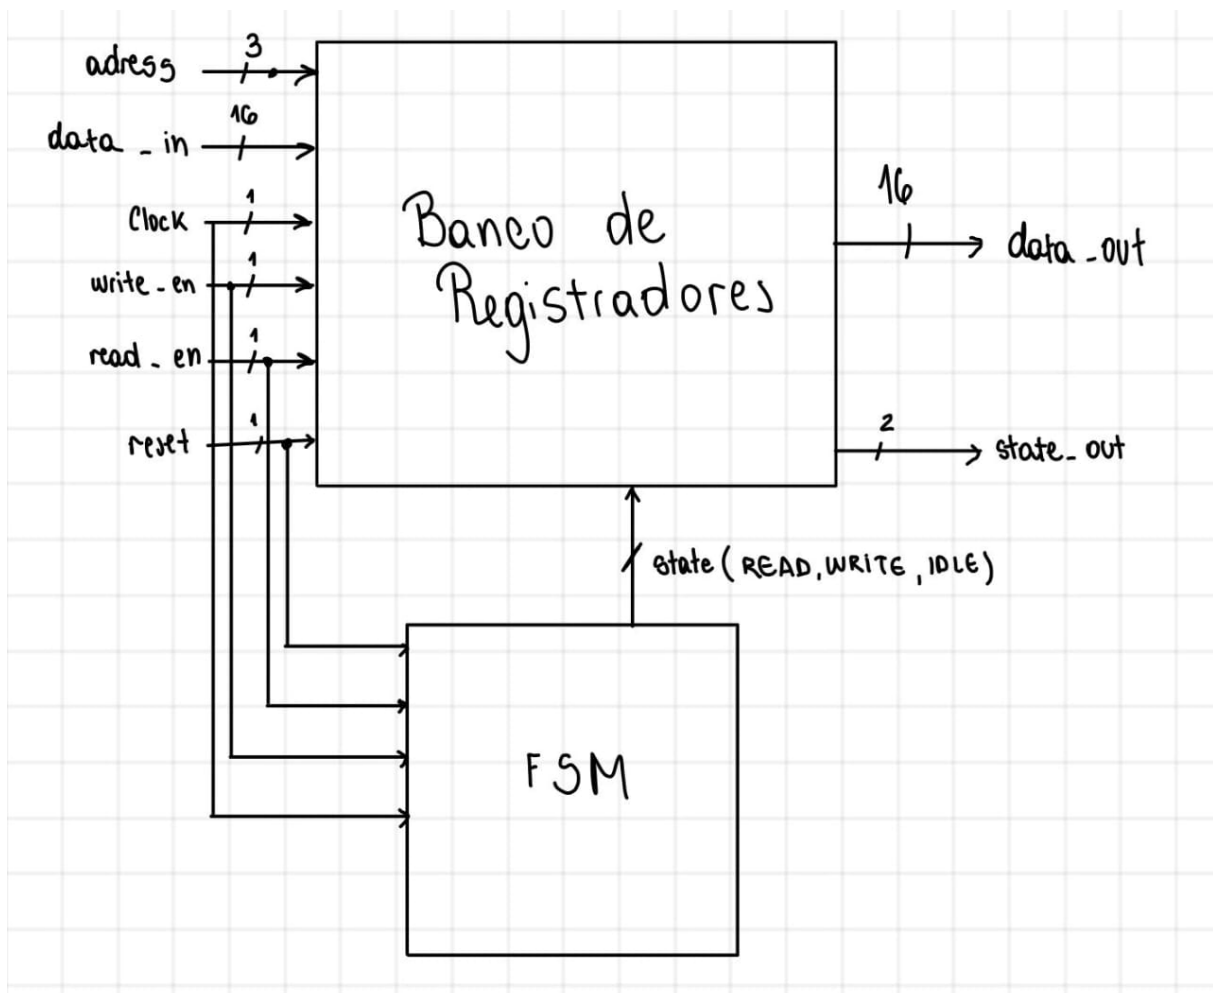 adress
3
data_in
16
Clock
1
write_en
1
read_en
1
reset
1
Banco de
Registradores
16
data_out
2
state_out
state (READ, WRITE, IDLE)
FSM